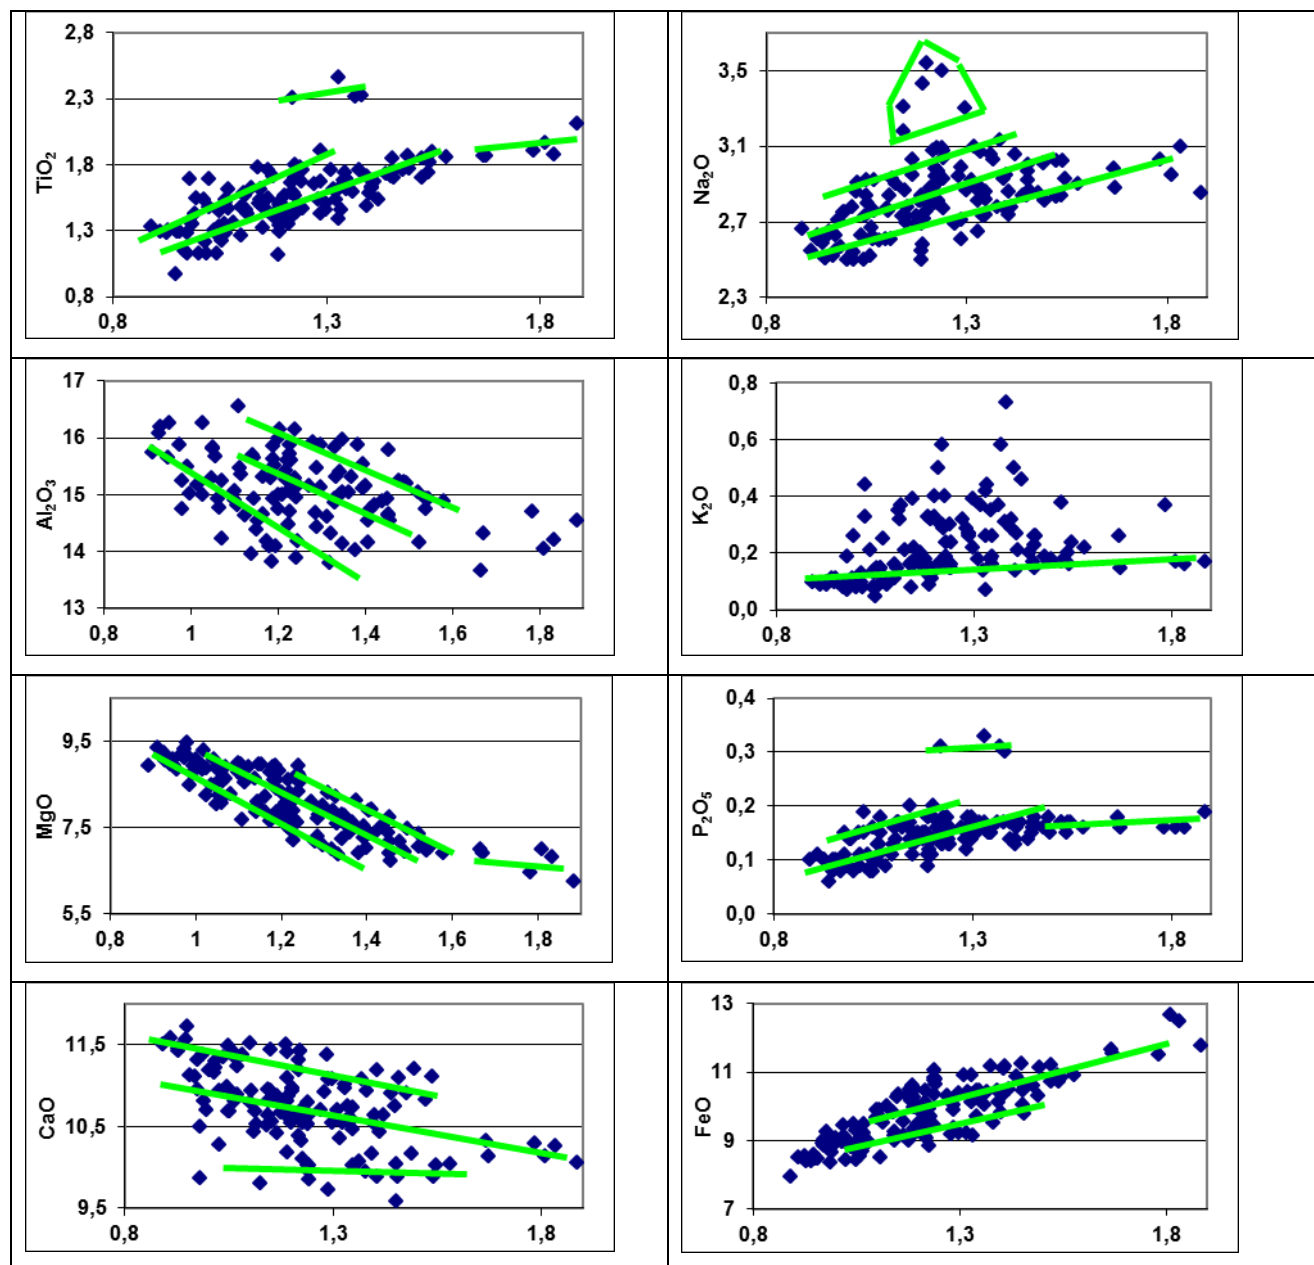 2,8
2,3
1,8
1,3
0,8
TiO2
0,8 1,3 1,8
3,5
3,1
2,7
2,3
Na2O
0,8 1,3 1,8
17
16
15
14
13
Al2O3
0,8 1 1,2 1,4 1,6 1,8
0,8
0,6
0,4
0,2
0,0
K2O
0,8 1,3 1,8
9,5
7,5
5,5
MgO
0,8 1 1,2 1,4 1,6 1,8
0,4
0,3
0,2
0,1
0,0
P2O5
0,8 1,3 1,8
11,5
10,5
9,5
CaO
0,8 1,3 1,8
13
11
9
7
FeO
0,8 1,3 1,8